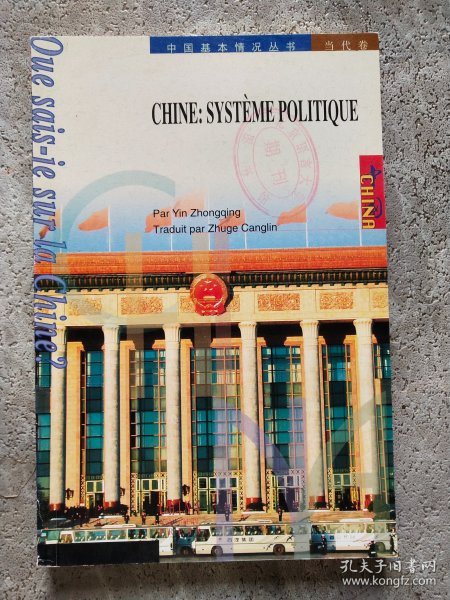 中国基本情况丛书 当代卷
CHINE: SYSTÈME POLITIQUE
Que sais-je sur la Chine?
CHINA
Par Yin Zhongqing
Traduit par Zhuge Canglin
孔夫子旧书网
www.kongfz.com